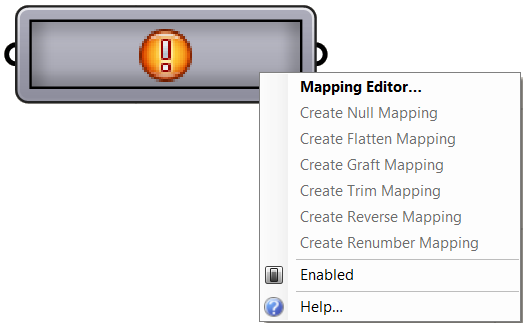 Mapping Editor...
Create Null Mapping
Create Flatten Mapping
Create Graft Mapping
Create Trim Mapping
Create Reverse Mapping
Create Renumber Mapping
Enabled
Help...